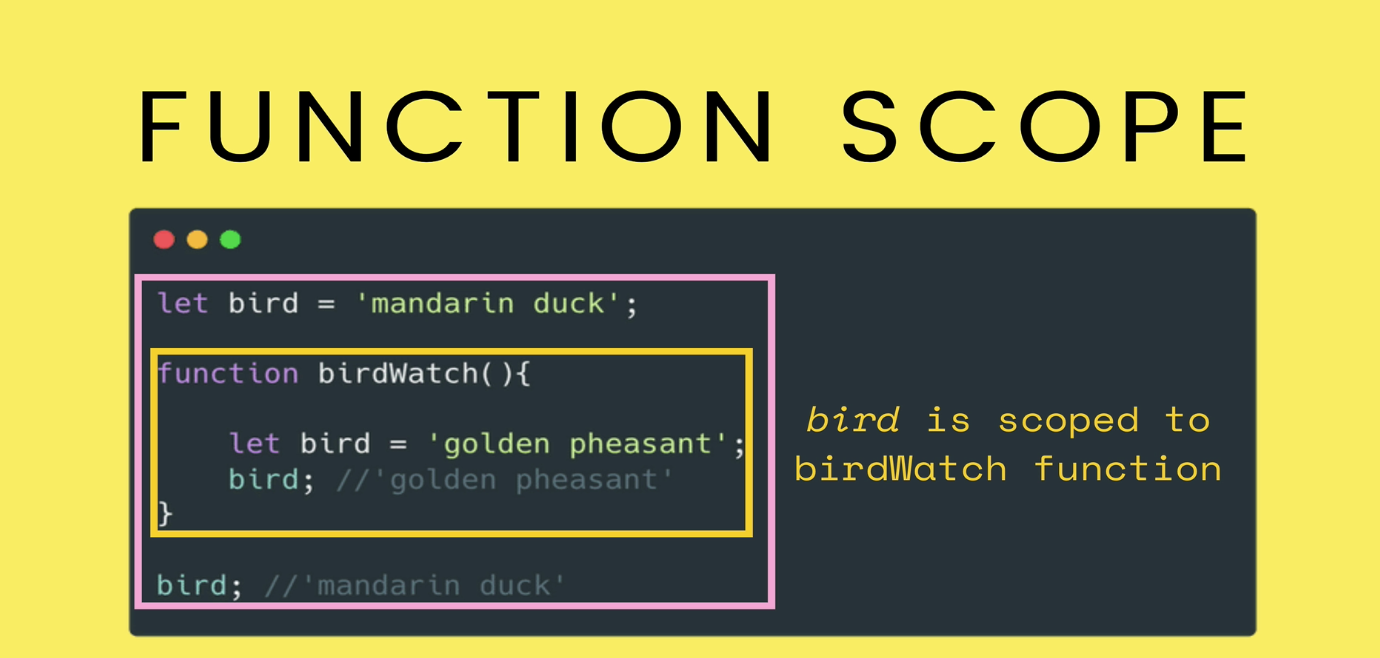 FUNCTION SCOPE
let bird = 'mandarin duck';
function birdWatch(){
let bird = 'golden pheasant';
bird; //'golden pheasant'
}
bird; //'mandarin duck'
bird is scoped to
birdWatch function